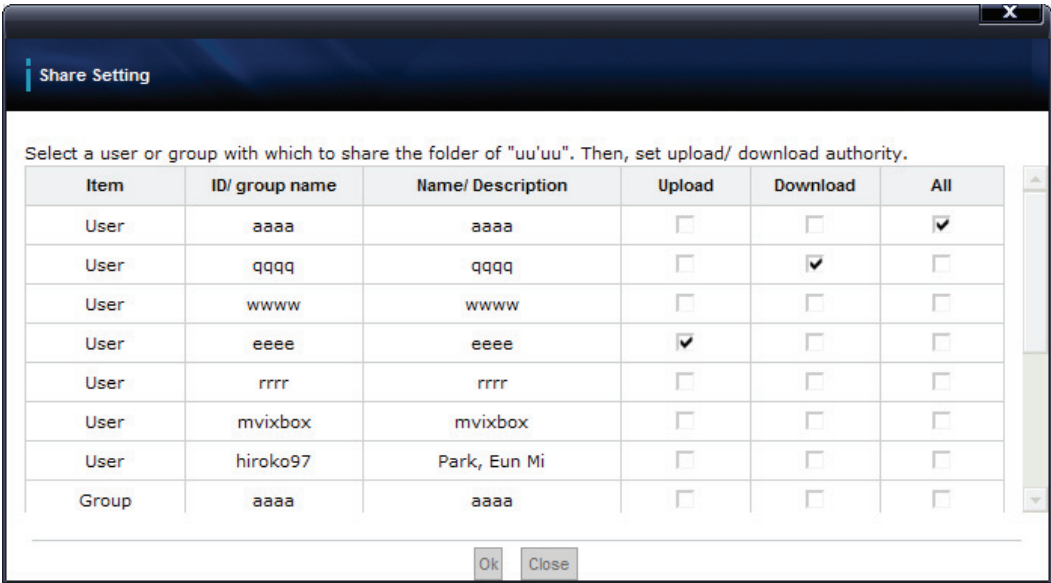 X
Share Setting
Select a user or group with which to share the folder of "uu'uu". Then, set upload/ download authority.
Item ID/ group name Name/ Description Upload Download All
User aaaa aaaa
User qqqq qqqq
User wwww wwww
User eeee eeee
User rrrr rrrr
User mvixbox mvixbox
User hiroko97 Park, Eun Mi
Group aaaa aaaa
Ok Close